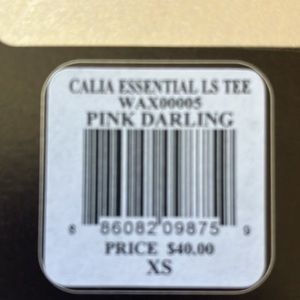 CALIA ESSENTIAL LS TEE
WAX00005
PINK DARLING
8 86082 09875 9
PRICE $40.00
XS